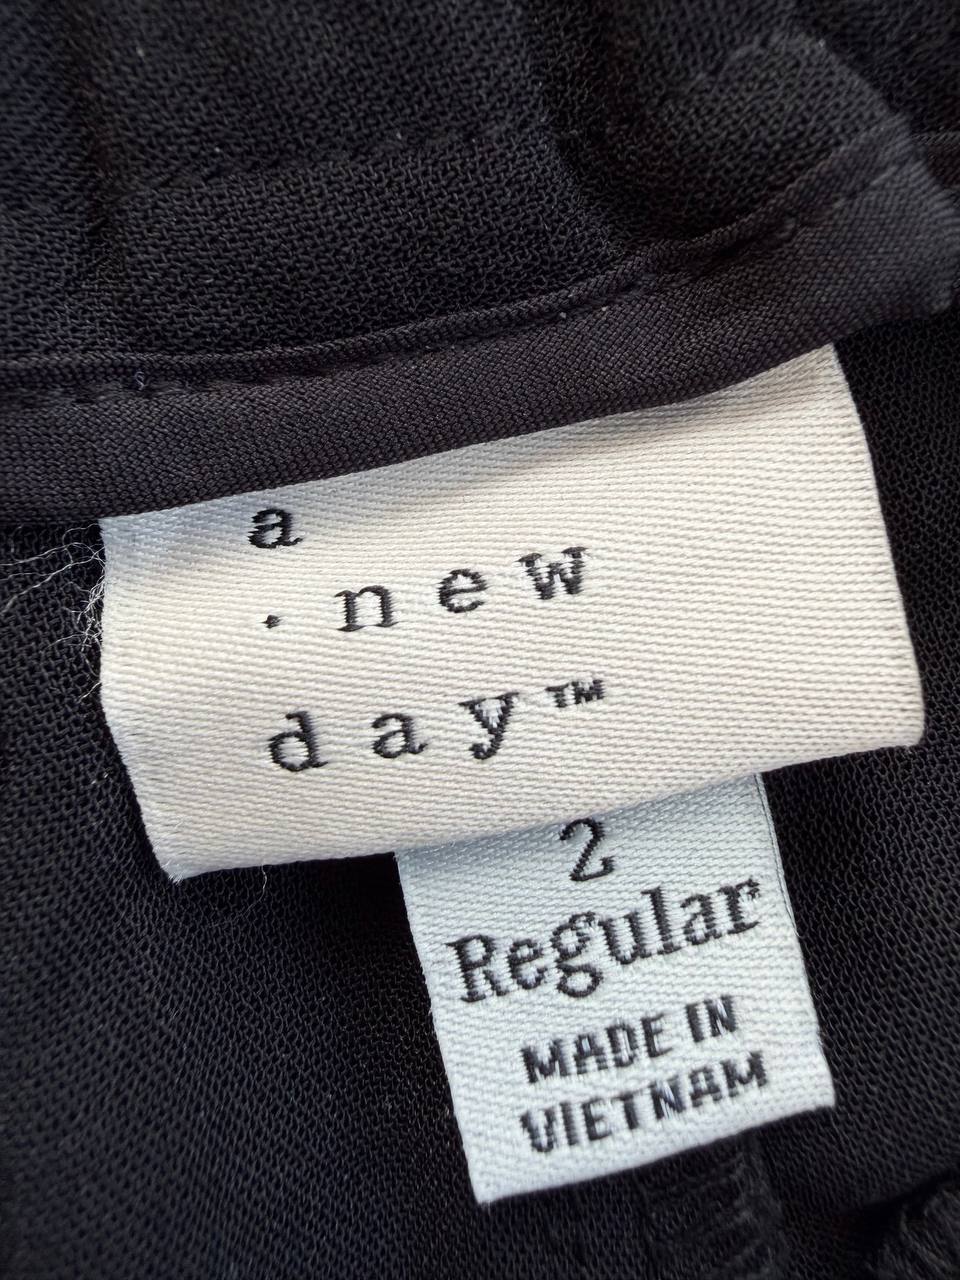 a
·new
day™
2
Regular
MADE IN
VIETNAM